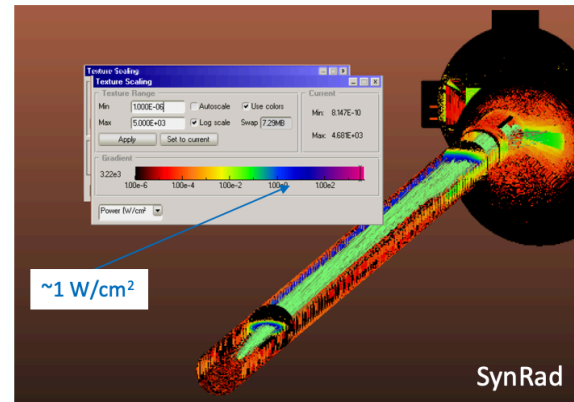 Texture Scaling
Texture Scaling
Texture Range
Min 1.000E-06 Autoscale Use colors
Max 5.000E+03 Log scale Swap 7.29MB
Apply Set to current
Current
Min: 8.147E-10
Max: 4.681E+03
Gradient
3.22e3
1.00e-6 1.00e-4 1.00e-2 1.00e0 1.00e2
Power [W/cm²
~1 W/cm²
SynRad